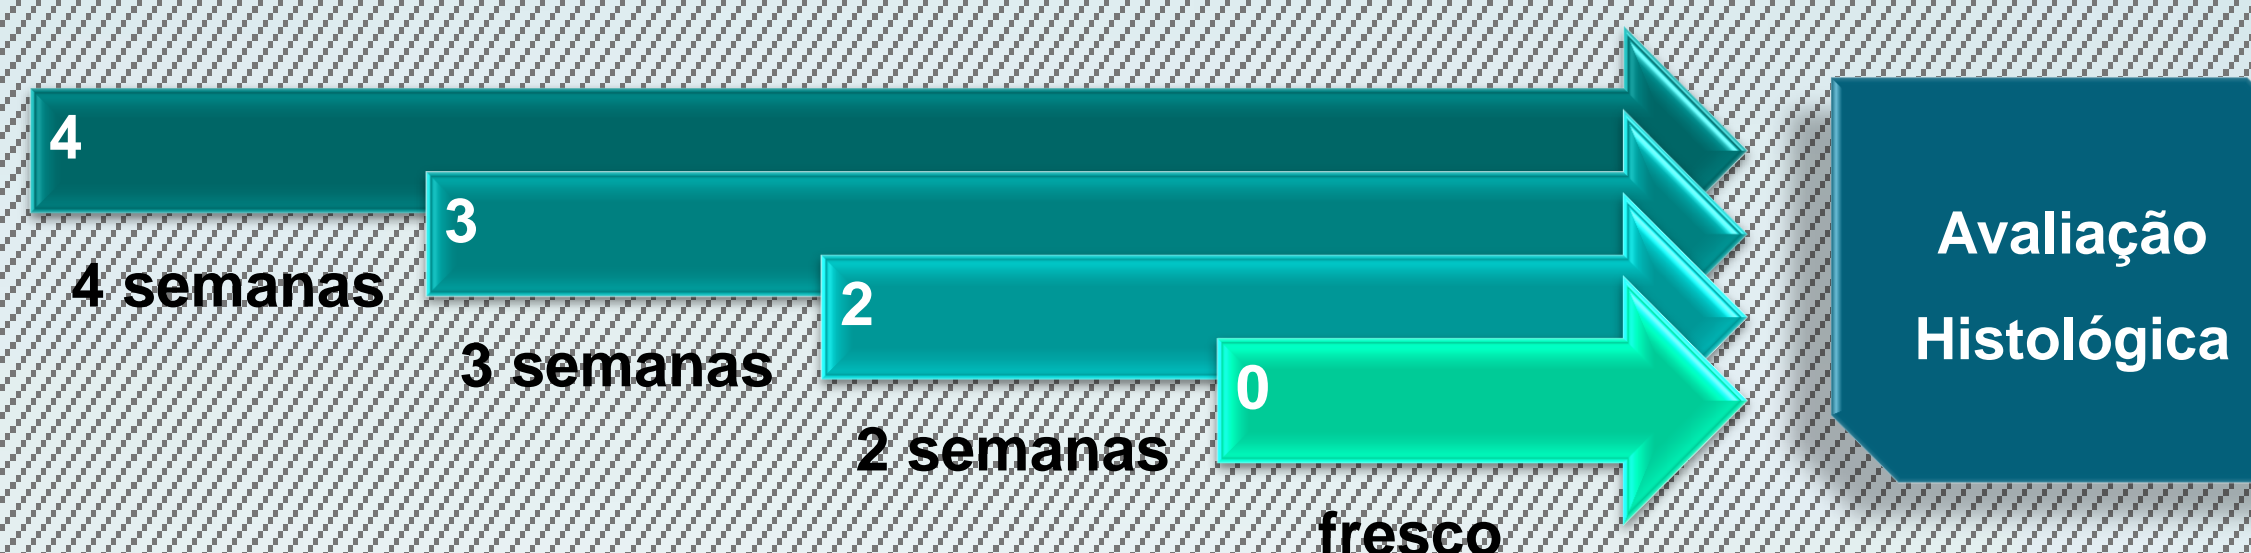 4
4 semanas
3
3 semanas
2
2 semanas
0
fresco
Avaliação
Histológica